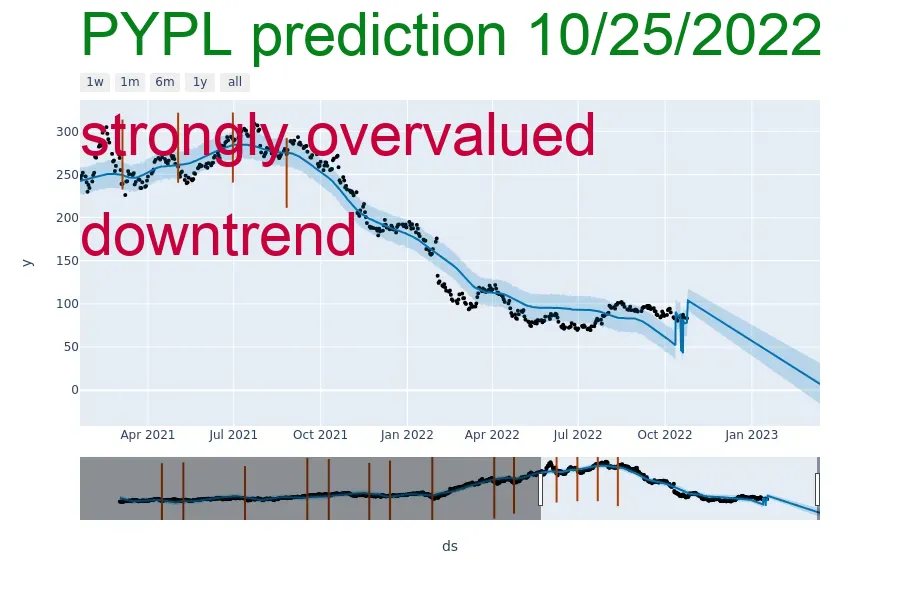 PYPL prediction 10/25/2022
1w 1m 6m 1y all
strongly overvalued
downtrend
300
250
200
150
100
50
0
y
Apr 2021 Jul 2021 Oct 2021 Jan 2022 Apr 2022 Jul 2022 Oct 2022 Jan 2023
ds